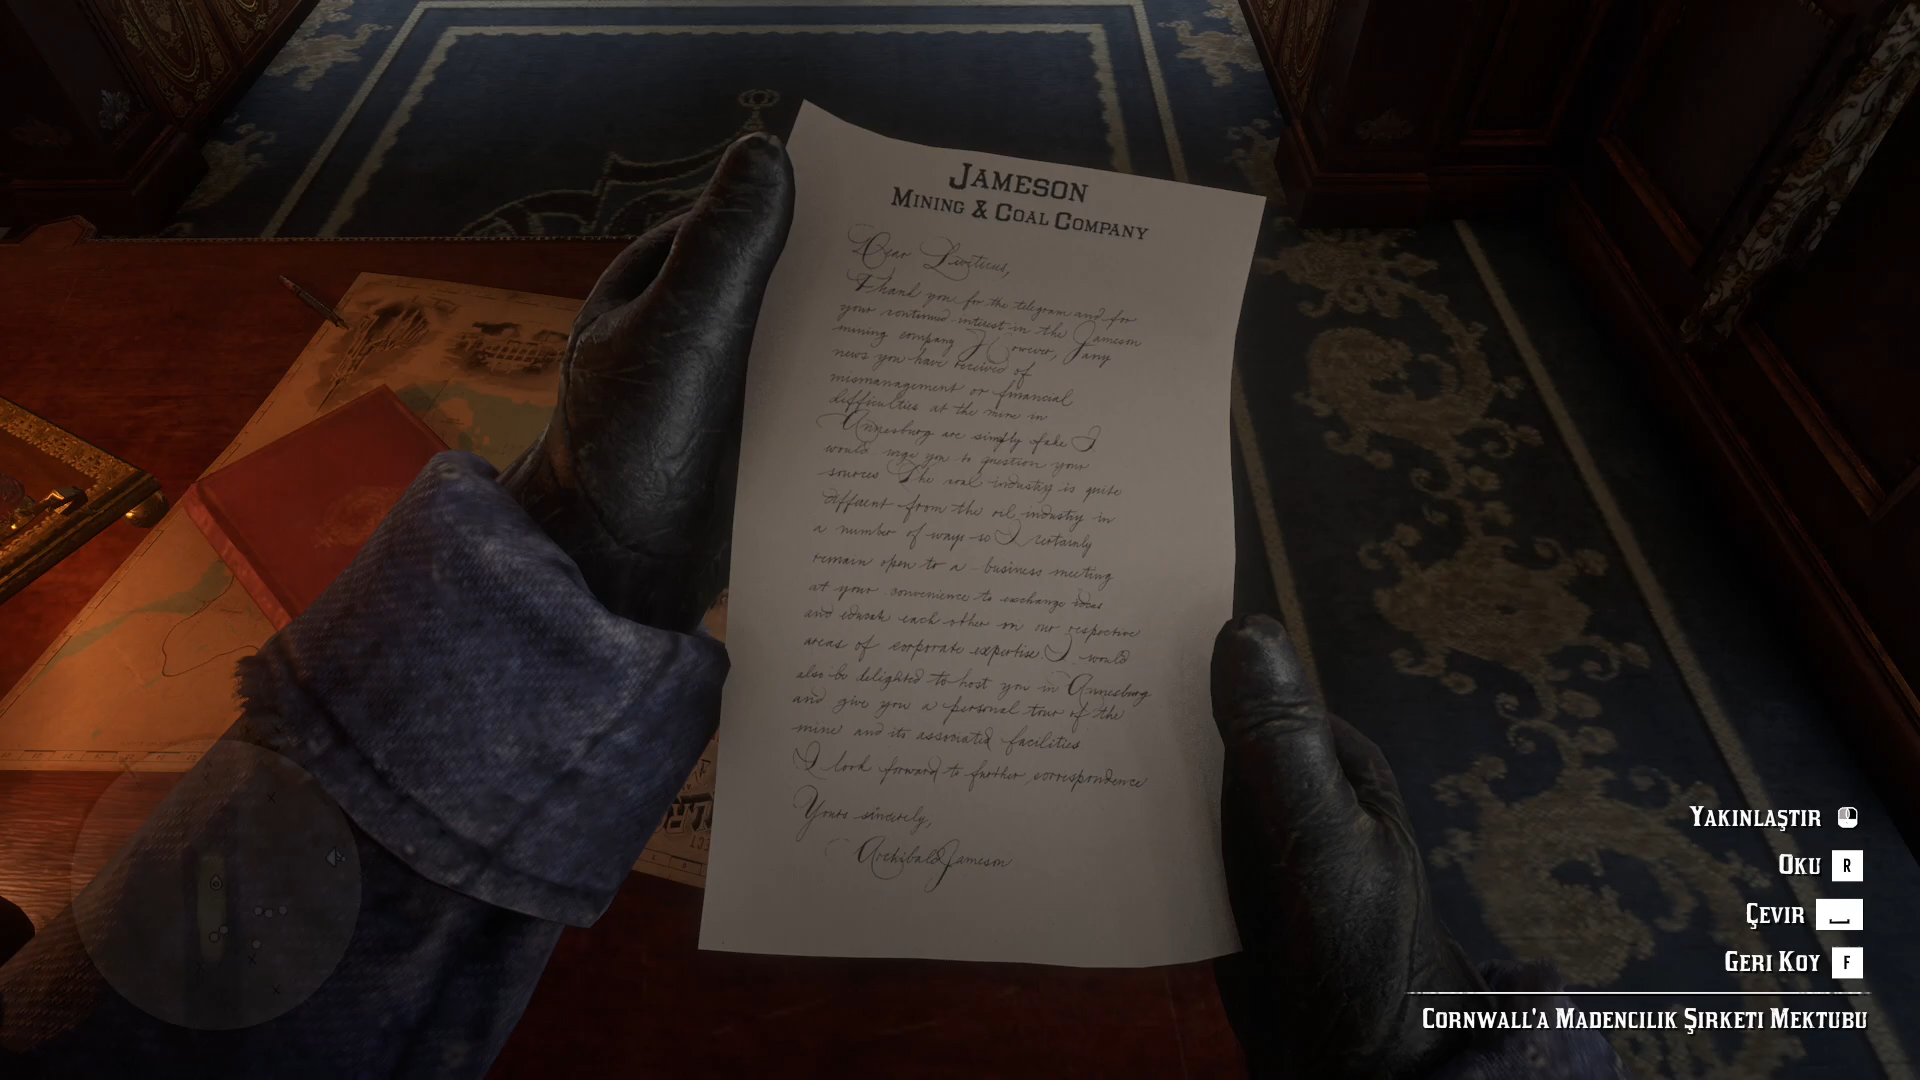 JAMESON
MINING & COAL COMPANY
Dear Leviticus,
Thank you for the telegram and for
your continued interest in the Jameson
mining company However, any
news you have received of
mismanagement or financial
difficulties at the mine in
Annesburg are simply fake I
would urge you to question your
sources The coal industry is quite
different from the oil industry in
a number of ways so I certainly
remain open to a business meeting
at your convenience to exchange ideas
and educate each other on our respective
areas of corporate expertise I would
also be delighted to host you in Annesburg
and give you a personal tour of the
mine and its associated facilities
I look forward to further correspondence
Yours sincerely,
Archibald Jameson
YAKINLAŞTIR
OKU R
ÇEVIR
GERI KOY F
CORNWALL'A MADENCILIK ŞIRKETI MEKTUBU